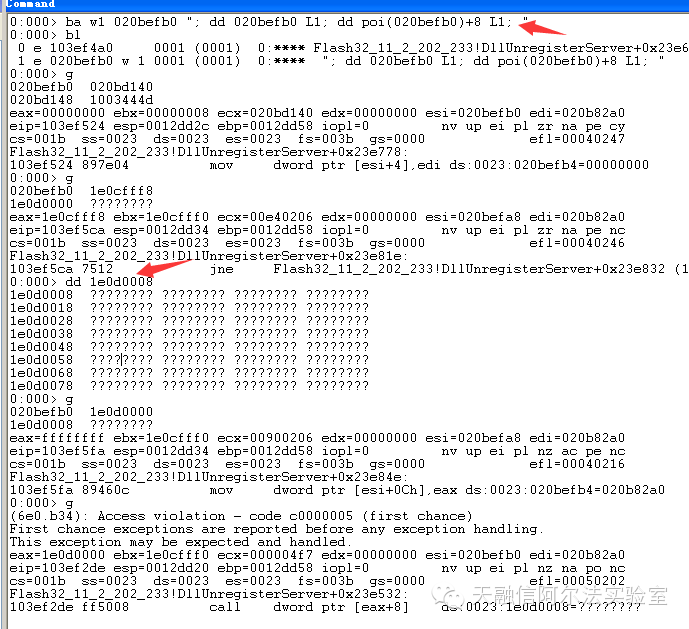 Command
0:000> ba w1 020befb0 "; dd 020befb0 L1; dd poi(020befb0)+8 L1; "
0:000> bl
 0 e 103ef4a0     0001 (0001)  0:**** Flash32_11_2_202_233!DllUnregisterServer+0x23e6
 1 e 020befb0 w 1 0001 (0001)  0:****  "; dd 020befb0 L1; dd poi(020befb0)+8 L1; "
0:000> g
020befb0  020bd140
020bd148  1003444d
eax=00000000 ebx=00000008 ecx=020bd140 edx=00000000 esi=020befb0 edi=020b82a0
eip=103ef524 esp=0012dd2c ebp=0012dd58 iopl=0         nv up ei pl zr na pe cy
cs=001b  ss=0023  ds=0023  es=0023  fs=003b  gs=0000             efl=00040247
Flash32_11_2_202_233!DllUnregisterServer+0x23e778:
103ef524 897e04          mov     dword ptr [esi+4],edi ds:0023:020befb4=00000000
0:000> g
020befb0  1e0cfff8
1e0d0000  ????????
eax=1e0cfff8 ebx=1e0cfff0 ecx=00e40206 edx=00000000 esi=020befa8 edi=020b82a0
eip=103ef5ca esp=0012dd34 ebp=0012dd58 iopl=0         nv up ei pl zr na pe nc
cs=001b  ss=0023  ds=0023  es=0023  fs=003b  gs=0000             efl=00040246
Flash32_11_2_202_233!DllUnregisterServer+0x23e81e:
103ef5ca 7512            jne     Flash32_11_2_202_233!DllUnregisterServer+0x23e832 (1
0:000> dd 1e0d0008
1e0d0008  ???????? ???????? ???????? ????????
1e0d0018  ???????? ???????? ???????? ????????
1e0d0028  ???????? ???????? ???????? ????????
1e0d0038  ???????? ???????? ???????? ????????
1e0d0048  ???????? ???????? ???????? ????????
1e0d0058  ???????? ???????? ???????? ????????
1e0d0068  ???????? ???????? ???????? ????????
1e0d0078  ???????? ???????? ???????? ????????
0:000> g
020befb0  1e0d0000
1e0d0008  ????????
eax=ffffffff ebx=1e0cfff0 ecx=00900206 edx=00000000 esi=020befa8 edi=020b82a0
eip=103ef5fa esp=0012dd34 ebp=0012dd58 iopl=0         nv up ei pl nz ac pe nc
cs=001b  ss=0023  ds=0023  es=0023  fs=003b  gs=0000             efl=00040216
Flash32_11_2_202_233!DllUnregisterServer+0x23e84e:
103ef5fa 89460c          mov     dword ptr [esi+0Ch],eax ds:0023:020befb4=020b82a0
0:000> g
(6e0.b34): Access violation - code c0000005 (first chance)
First chance exceptions are reported before any exception handling.
This exception may be expected and handled.
eax=1e0d0000 ebx=1e0cfff0 ecx=000004f7 edx=00000000 esi=020befb0 edi=020b82a0
eip=103ef2de esp=0012dd20 ebp=0012dd58 iopl=0         nv up ei pl nz na po nc
cs=001b  ss=0023  ds=0023  es=0023  fs=003b  gs=0000             efl=00050202
Flash32_11_2_202_233!DllUnregisterServer+0x23e532:
103ef2de ff5008          call    dword ptr [eax+8]    ds:0023:1e0d0008=????????
天融信阿尔法实验室